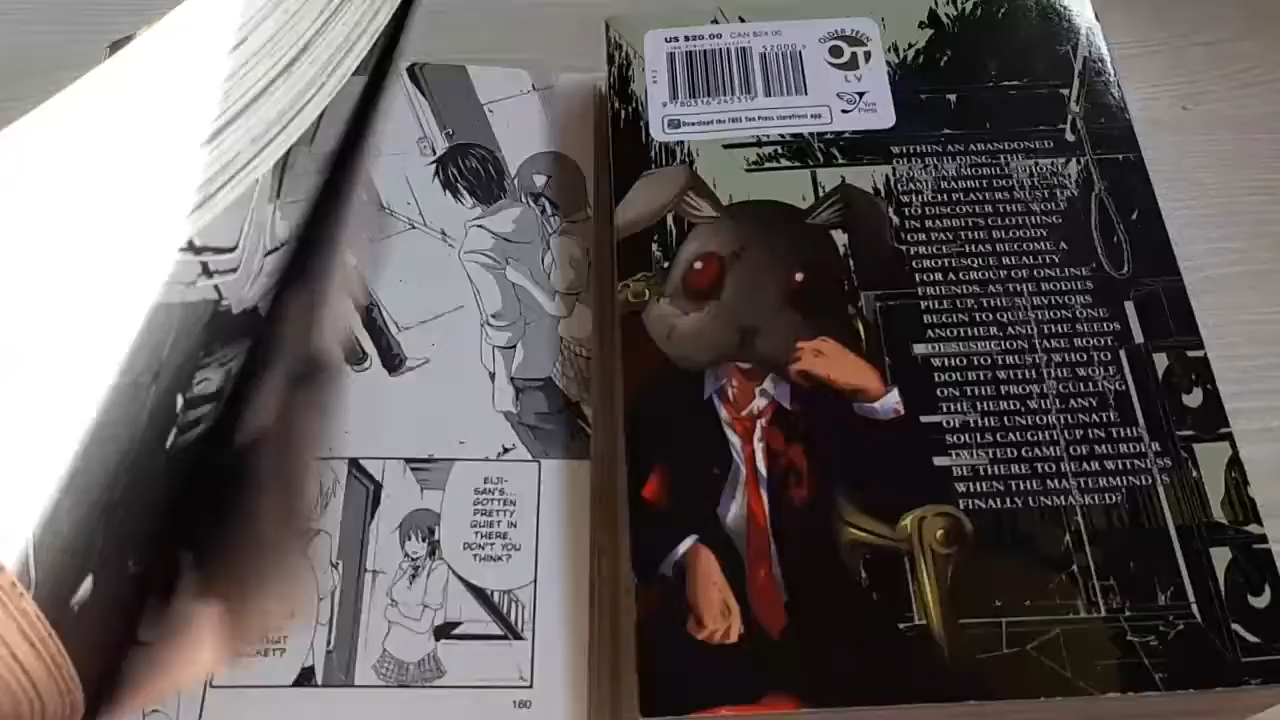 EIJI-
SAN'S...
GOTTEN
PRETTY
QUIET IN
THERE,
DON'T YOU
THINK?
THAT
160
US $20.00 CAN $24.00
52000
9 780316 245319
Download the FREE Yen Press storefront app.
OLDER TEEN
OT
L V
Yen
Press
WITHIN AN ABANDONED
OLD BUILDING, THE
POPULAR MOBILE PHONE
GAME RABBIT DOUBT—IN
WHICH PLAYERS MUST TRY
TO DISCOVER THE WOLF
IN RABBIT'S CLOTHING
OR PAY THE BLOODY
PRICE—HAS BECOME A
GROTESQUE REALITY
FOR A GROUP OF ONLINE
FRIENDS. AS THE BODIES
PILE UP, THE SURVIVORS
BEGIN TO QUESTION ONE
ANOTHER, AND THE SEEDS
OF SUSPICION TAKE ROOT.
WHO TO TRUST? WHO TO
DOUBT? WITH THE WOLF
ON THE PROWL CULLING
THE HERD, WILL ANY
OF THE UNFORTUNATE
SOULS CAUGHT UP IN THE
TWISTED GAME OF MURDER
BE THERE TO BEAR WITNESS
WHEN THE MASTERMIND IS
FINALLY UNMASKED?